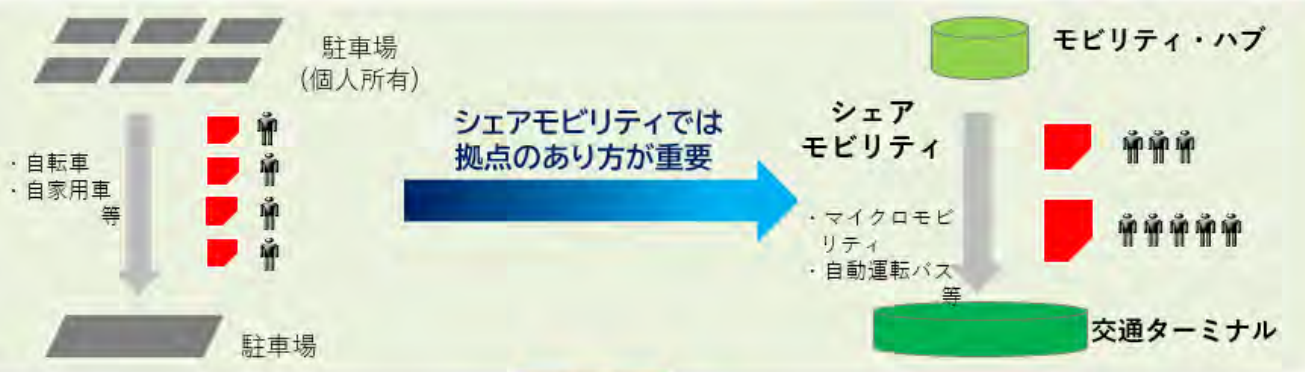 駐車場
(個人所有)
・自転車
・自家用車
等
駐車場
シェアモビリティでは
拠点のあり方が重要
モビリティ・ハブ
シェア
モビリティ
・マイクロモビ
リティ
・自動運転バス
等
交通ターミナル